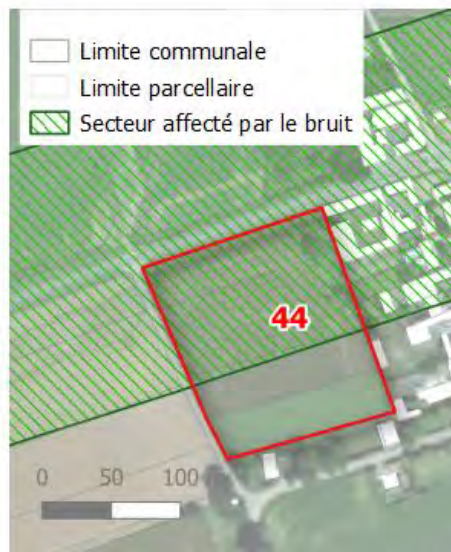 Limite communale
Limite parcellaire
Secteur affecté par le bruit
44
0 50 100